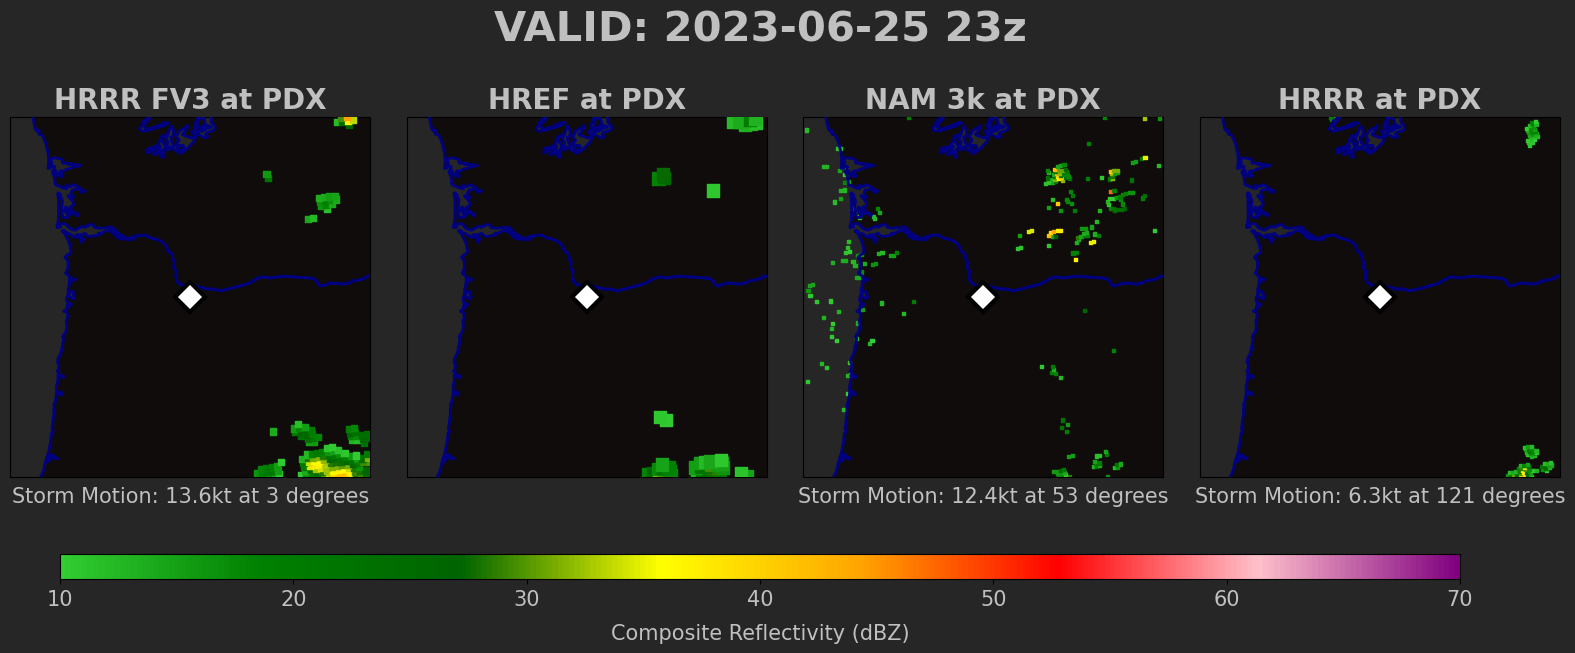 VALID: 2023-06-25 23z
HRRR FV3 at PDX
HREF at PDX
NAM 3k at PDX
HRRR at PDX
Storm Motion: 13.6kt at 3 degrees
Storm Motion: 12.4kt at 53 degrees
Storm Motion: 6.3kt at 121 degrees
10 20 30 40 50 60 70
Composite Reflectivity (dBZ)